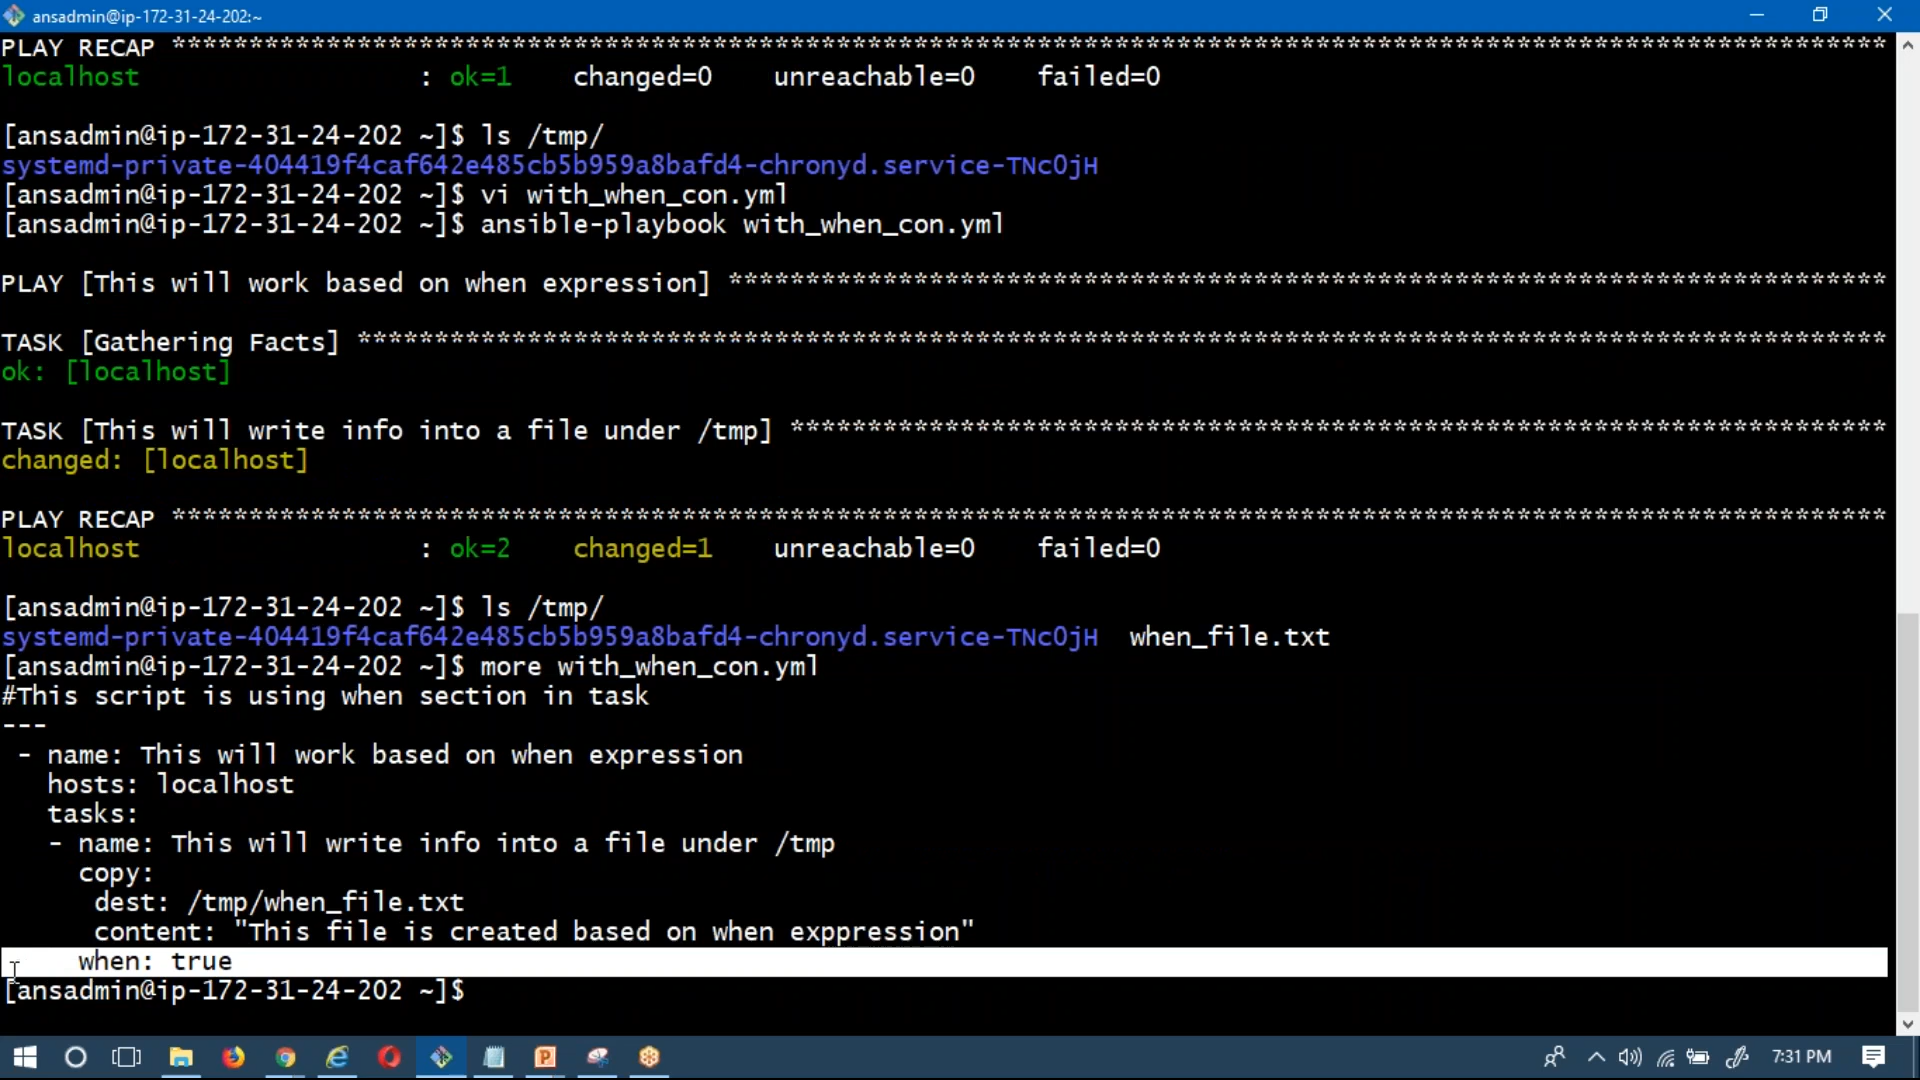 ansadmin@ip-172-31-24-202:~
PLAY RECAP ***************************************************************************************************************
localhost                  : ok=1    changed=0    unreachable=0    failed=0
[ansadmin@ip-172-31-24-202 ~]$ ls /tmp/
systemd-private-404419f4caf642e485cb5b959a8bafd4-chronyd.service-TNc0jH
[ansadmin@ip-172-31-24-202 ~]$ vi with_when_con.yml
[ansadmin@ip-172-31-24-202 ~]$ ansible-playbook with_when_con.yml
PLAY [This will work based on when expression] ***************************************************************************
TASK [Gathering Facts] ***************************************************************************************************
ok: [localhost]
TASK [This will write info into a file under /tmp] ***********************************************************************
changed: [localhost]
PLAY RECAP ***************************************************************************************************************
localhost                  : ok=2    changed=1    unreachable=0    failed=0
[ansadmin@ip-172-31-24-202 ~]$ ls /tmp/
systemd-private-404419f4caf642e485cb5b959a8bafd4-chronyd.service-TNc0jH  when_file.txt
[ansadmin@ip-172-31-24-202 ~]$ more with_when_con.yml
#This script is using when section in task
---
 - name: This will work based on when expression
   hosts: localhost
   tasks:
   - name: This will write info into a file under /tmp
     copy:
      dest: /tmp/when_file.txt
      content: "This file is created based on when exppression"
     when: true
[ansadmin@ip-172-31-24-202 ~]$
7:31 PM